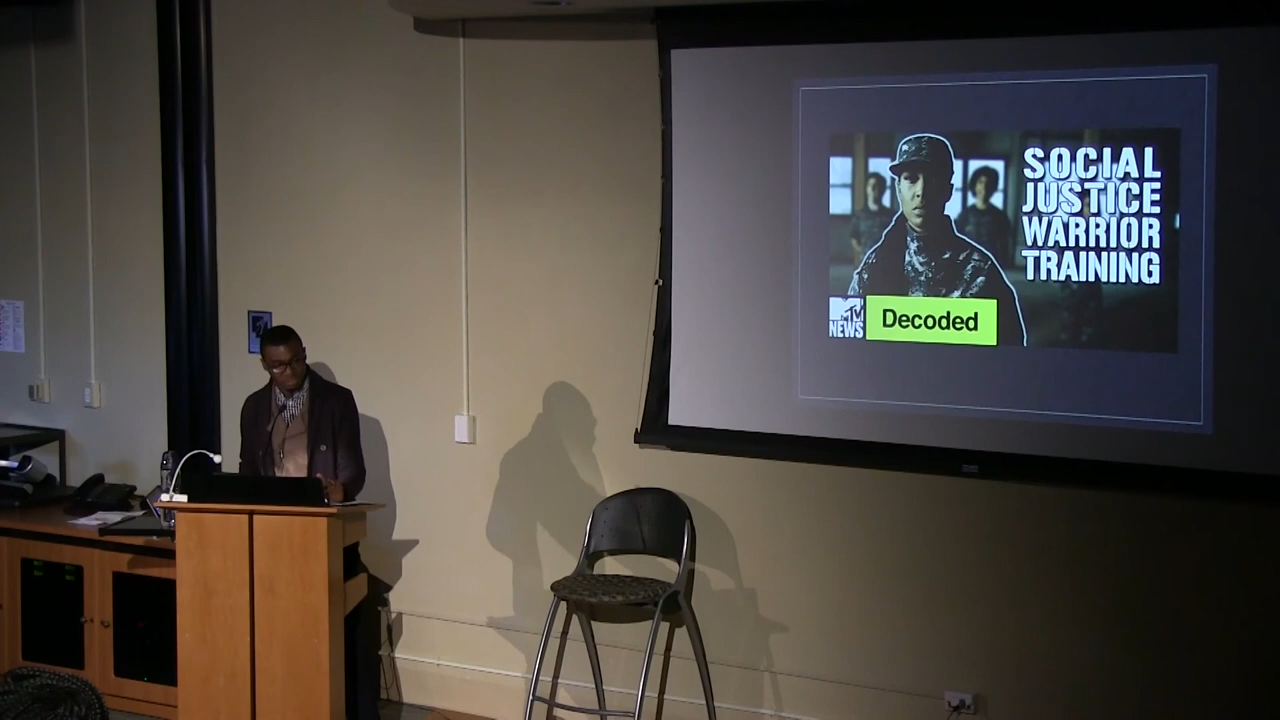 SOCIAL
JUSTICE
WARRIOR
TRAINING
MTV
NEWS
Decoded